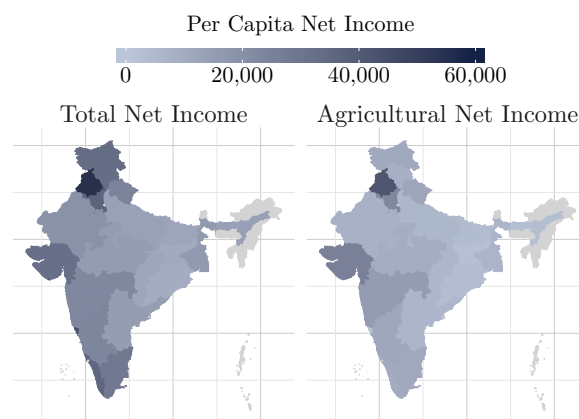 Per Capita Net Income
0 20,000 40,000 60,000
Total Net Income Agricultural Net Income